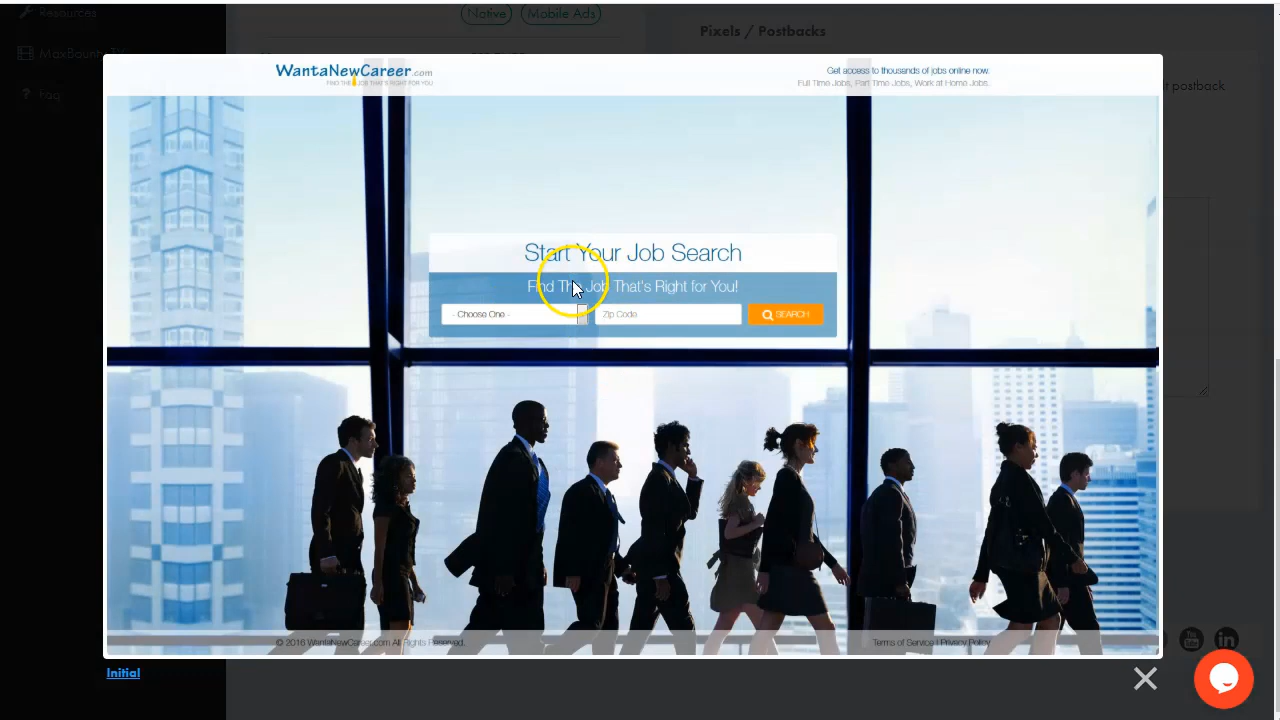 Resources
Native
Mobile Ads
Pixels / Postbacks
WantaNewCareer.com
FIND THE JOB THAT'S RIGHT FOR YOU
Get access to thousands of jobs online now.
Full Time Jobs, Part Time Jobs, Work at Home Jobs.
postback
Faq
Start Your Job Search
Find The Job That's Right for You!
- Choose One -
Zip Code
SEARCH
© 2016 WantaNewCareer.com All Rights Reserved.
Terms of Service | Privacy Policy
You
Tube
in
Initial